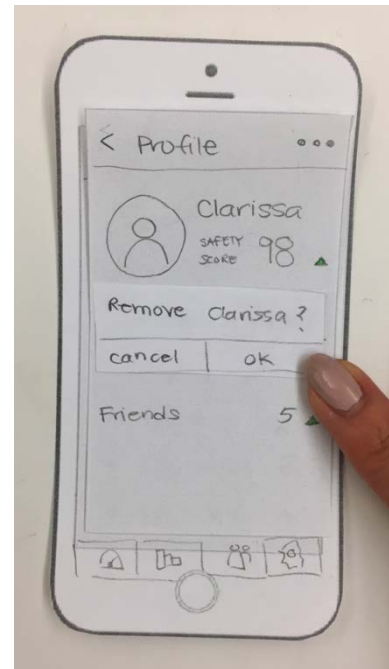 < Profile
Clarissa
SAFETY SCORE 98
Remove Clarissa?
cancel | OK
Friends 5